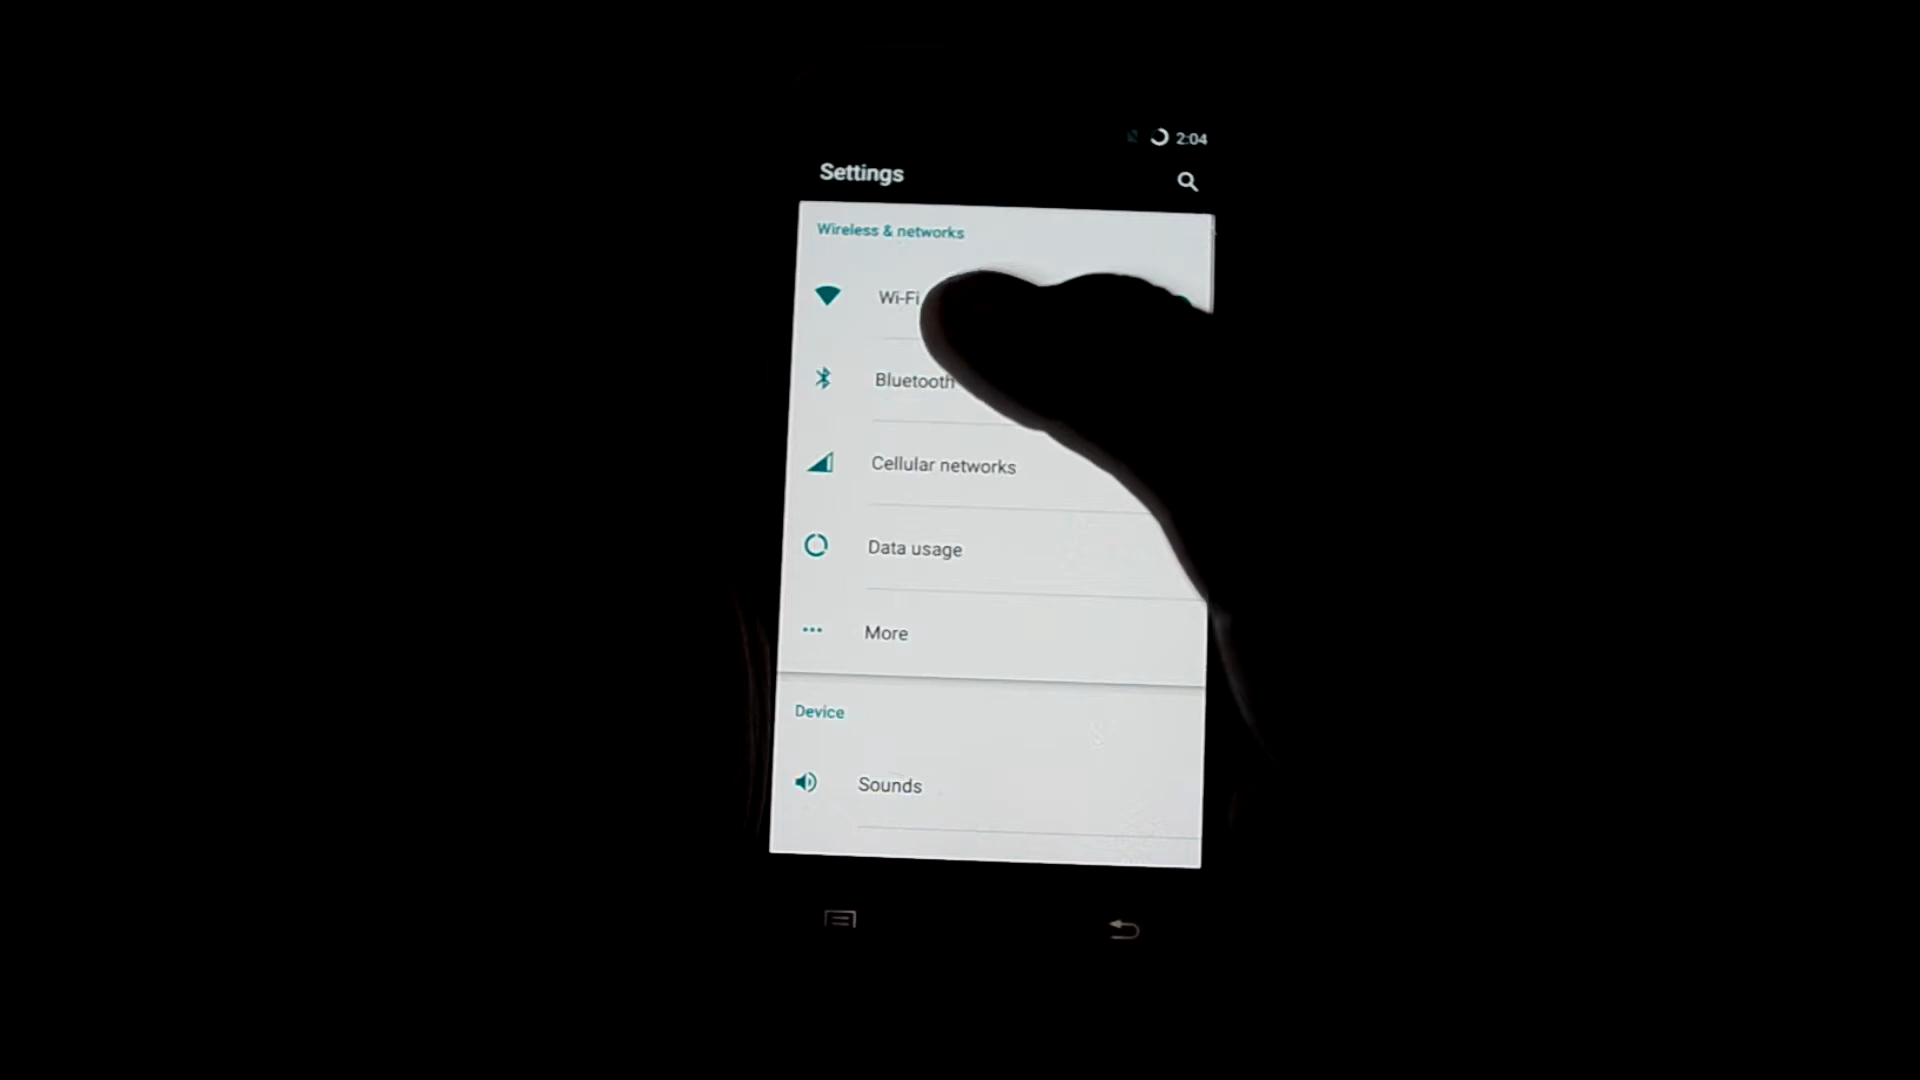 2:04
Settings
Wireless & networks
Wi-Fi
Bluetooth
Cellular networks
Data usage
More
Device
Sounds